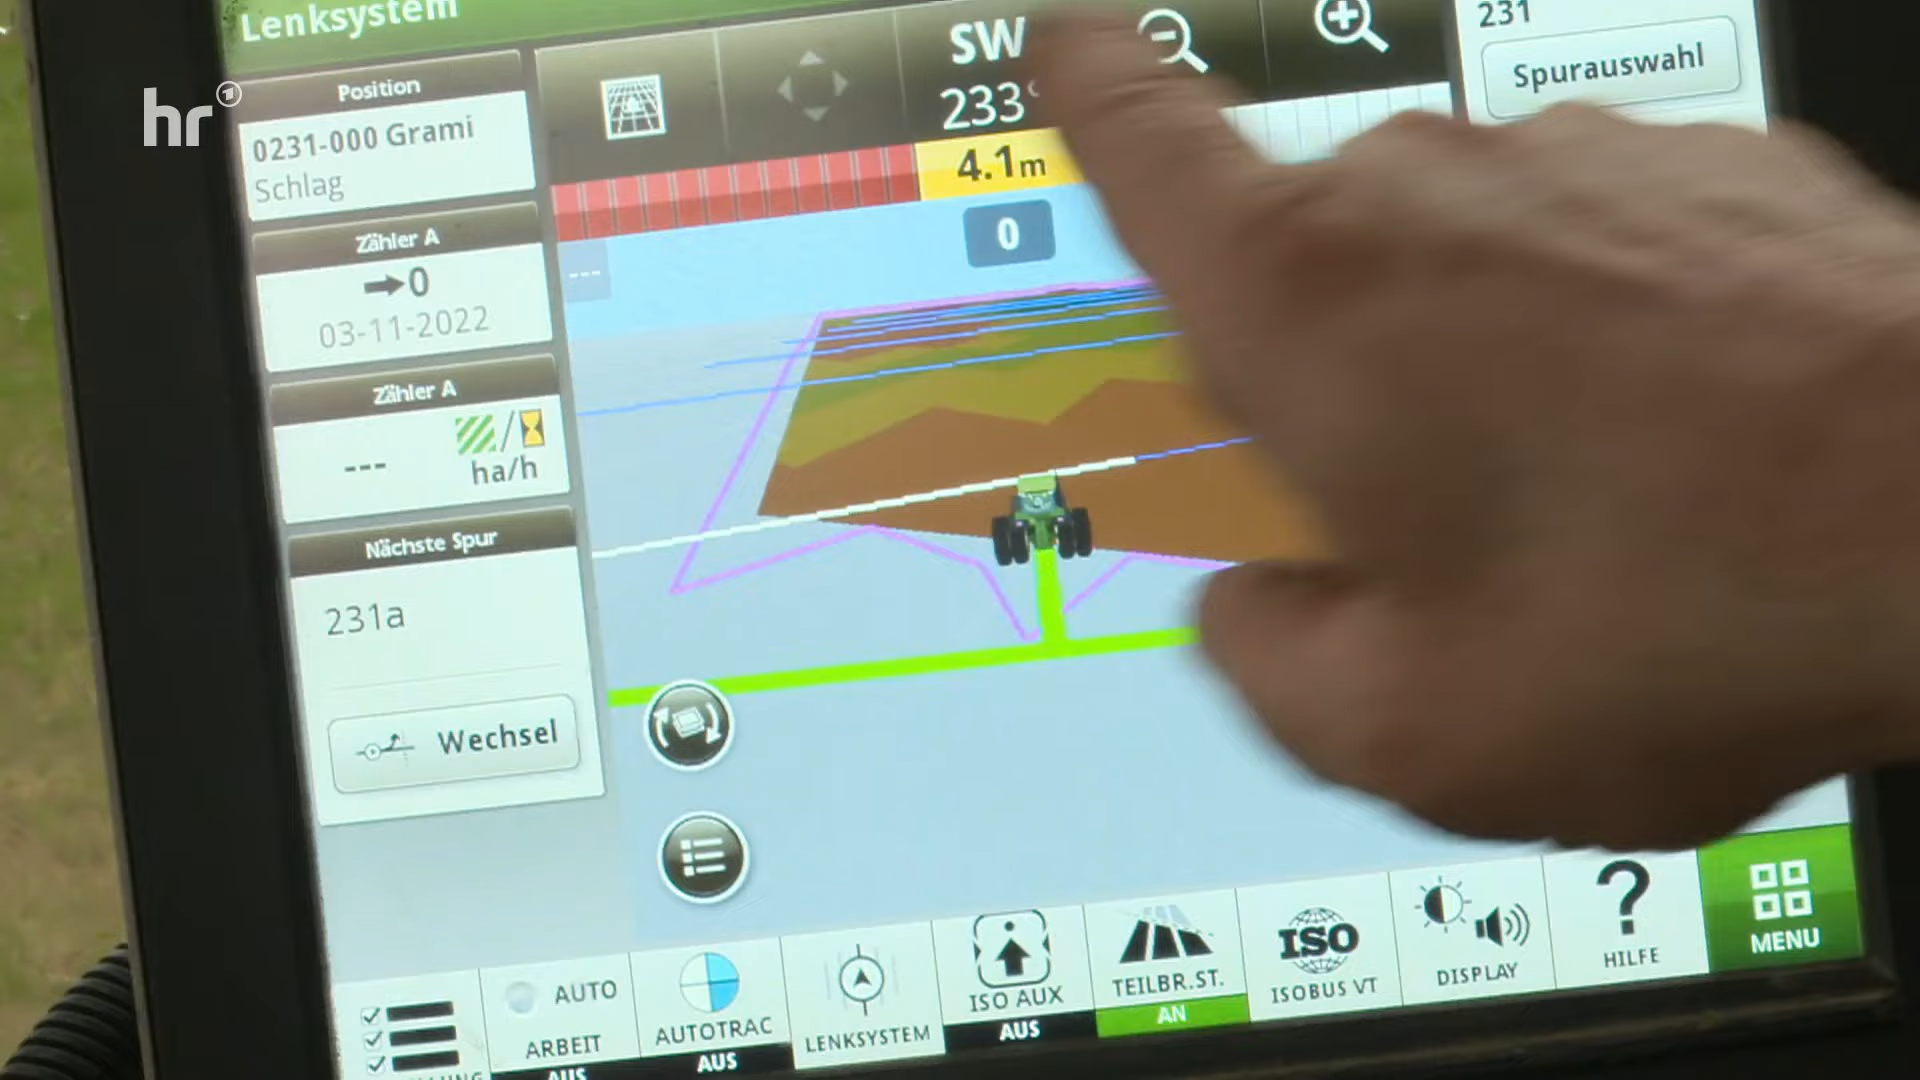 Lenksystem
hr
Position
0231-000 Grami
Schlag
Zähler A
0
03-11-2022
Zähler A
---
ha/h
Nächste Spur
231a
Wechsel
SW
233
4.1m
0
---
231
Spurauswahl
AUTO
ARBEIT
AUS
AUTOTRAC
AUS
LENKSYSTEM
ISO AUX
AUS
TEILBR.ST.
AN
ISO
ISOBUS VT
DISPLAY
?
HILFE
MENU